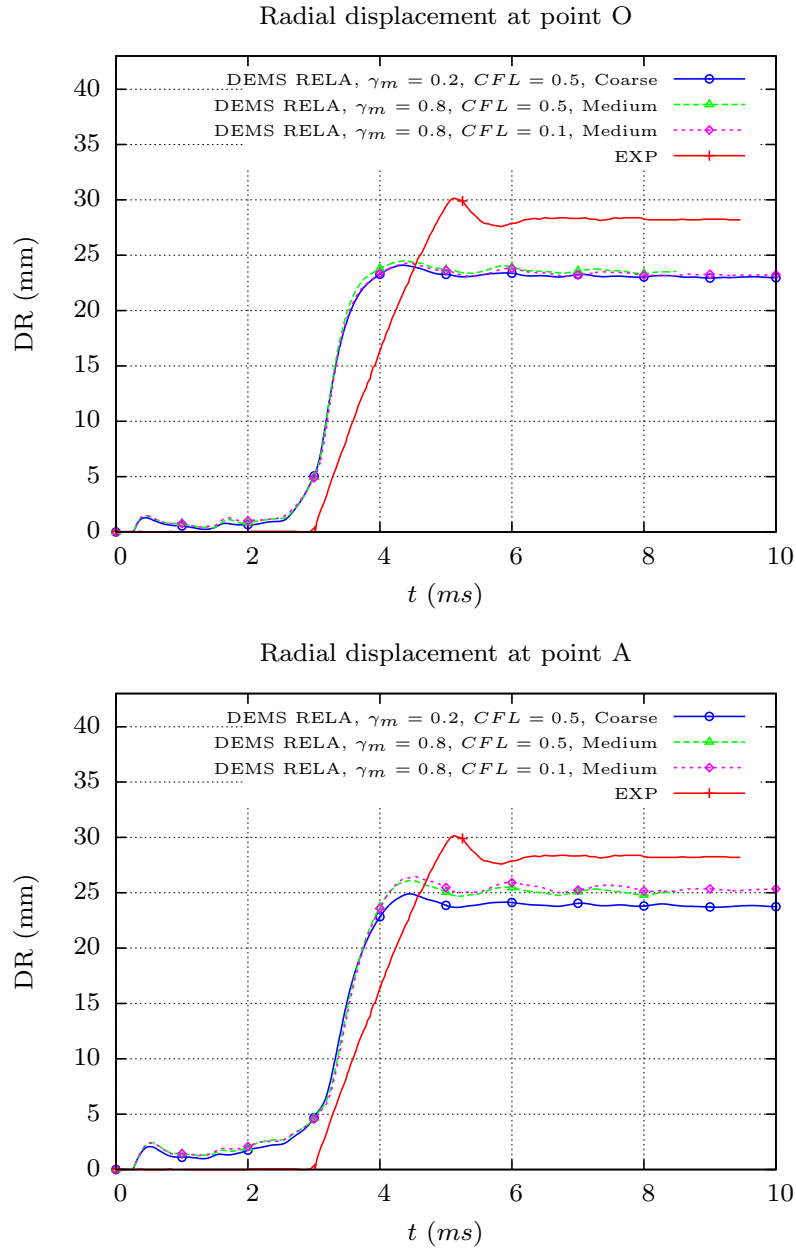 Radial displacement at point O
DEMS RELA, γm = 0.2, CFL = 0.5, Coarse
DEMS RELA, γm = 0.8, CFL = 0.5, Medium
DEMS RELA, γm = 0.8, CFL = 0.1, Medium
EXP
40
35
30
25
20
15
10
5
0
DR (mm)
0 2 4 6 8 10
t (ms)
Radial displacement at point A
DEMS RELA, γm = 0.2, CFL = 0.5, Coarse
DEMS RELA, γm = 0.8, CFL = 0.5, Medium
DEMS RELA, γm = 0.8, CFL = 0.1, Medium
EXP
40
35
30
25
20
15
10
5
0
DR (mm)
0 2 4 6 8 10
t (ms)